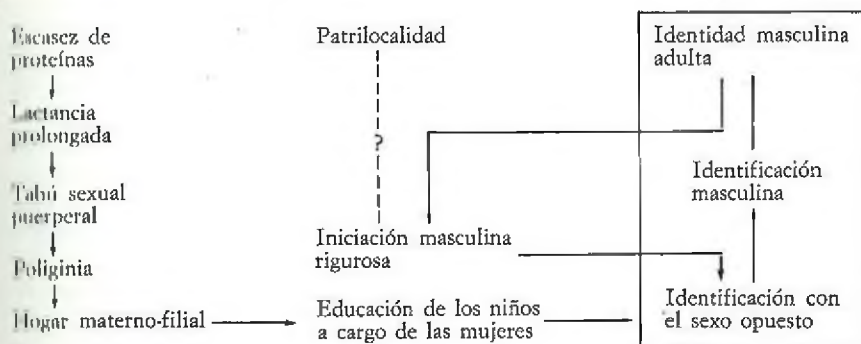 Escasez de
proteínas
Lactancia
prolongada
Tabú sexual
puerperal
Poliginia
Hogar materno-filial
Patrilocalidad
?
Iniciación masculina
rigurosa
Educación de los niños
a cargo de las mujeres
Identidad masculina
adulta
Identificación
masculina
Identificación con
el sexo opuesto